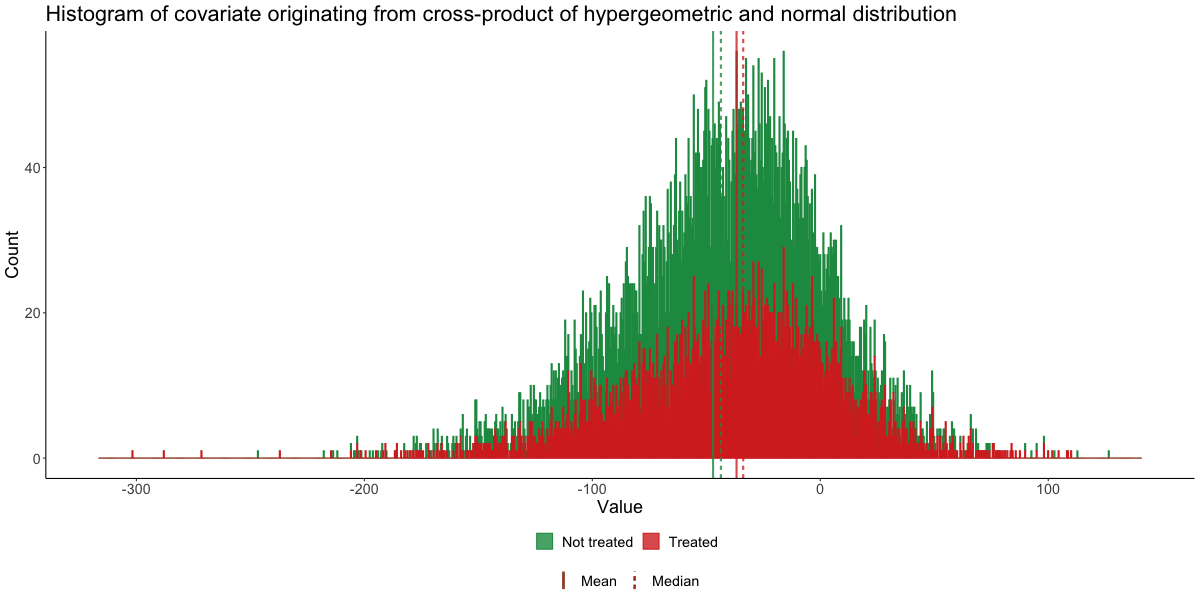 Histogram of covariate originating from cross-product of hypergeometric and normal distribution
Count
40
20
0
-300 -200 -100 0 100
Value
Not treated Treated
Mean Median